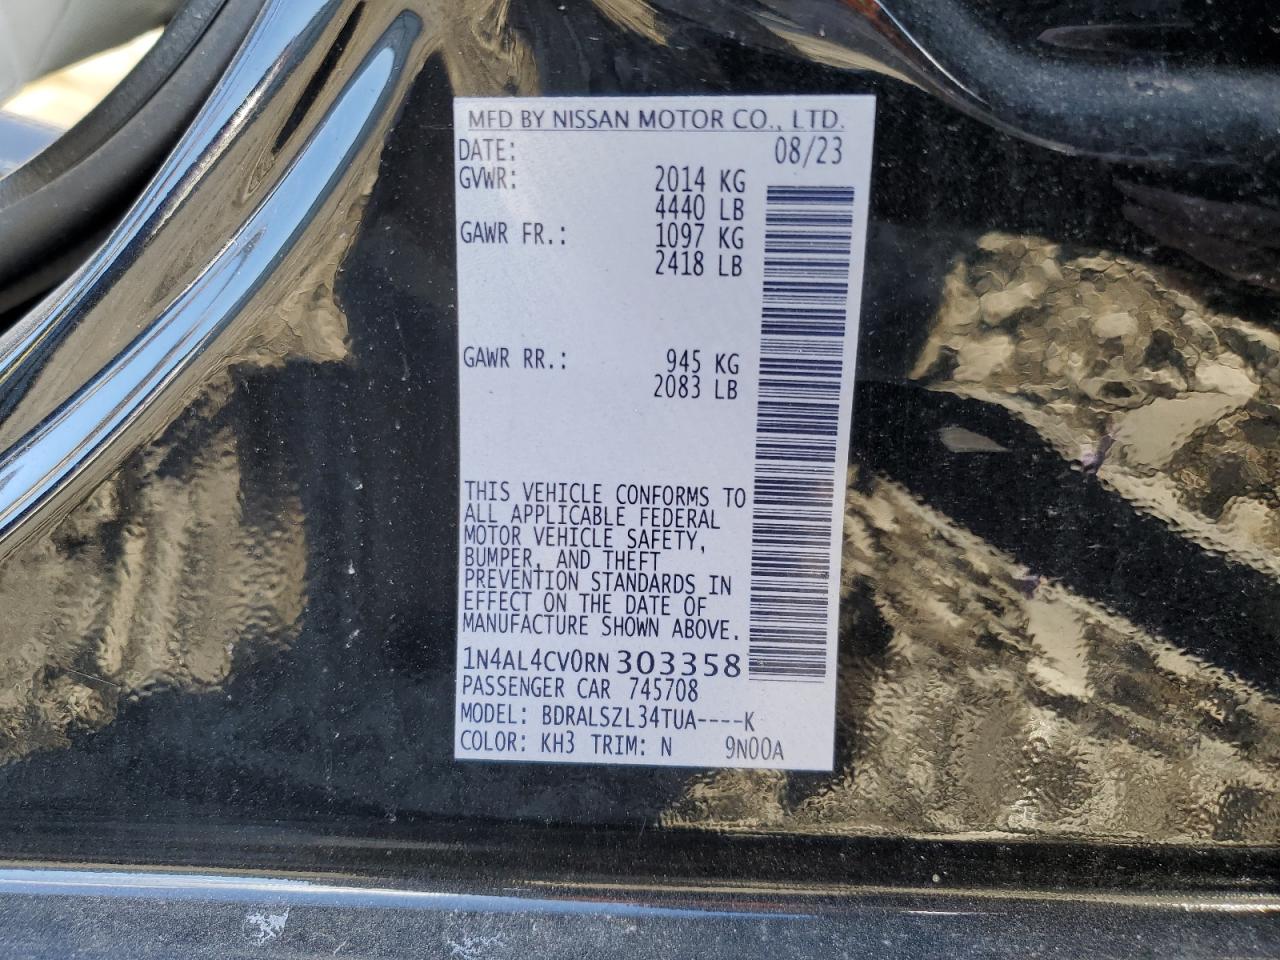 MFD BY NISSAN MOTOR CO., LTD.
DATE: 08/23
GVWR: 2014 KG
4440 LB
GAWR FR.: 1097 KG
2418 LB
GAWR RR.: 945 KG
2083 LB
THIS VEHICLE CONFORMS TO
ALL APPLICABLE FEDERAL
MOTOR VEHICLE SAFETY,
BUMPER, AND THEFT
PREVENTION STANDARDS IN
EFFECT ON THE DATE OF
MANUFACTURE SHOWN ABOVE.
1N4AL4CV0RN303358
PASSENGER CAR 745708
MODEL: BDRALSZL34TUA----K
COLOR: KH3 TRIM: N 9N00A